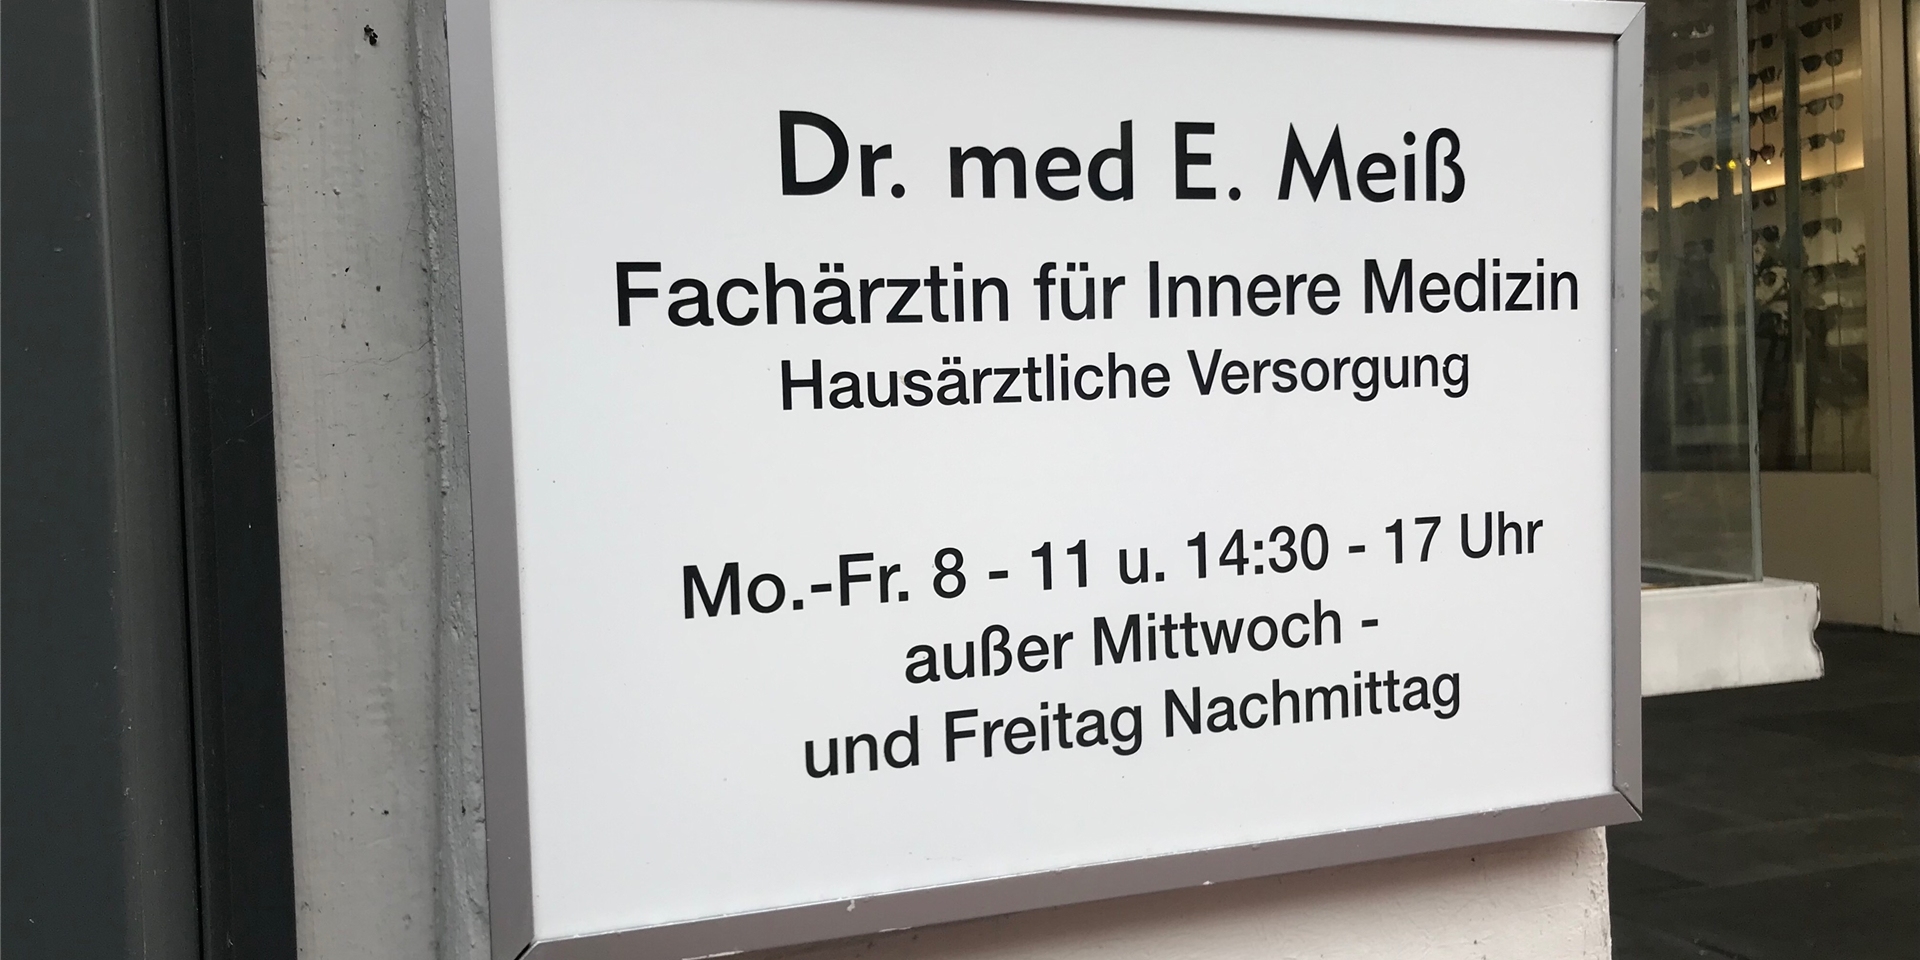 Dr. med E. Meiß
Fachärztin für Innere Medizin
Hausärztliche Versorgung
Mo.-Fr. 8 - 11 u. 14:30 - 17 Uhr
außer Mittwoch -
und Freitag Nachmittag